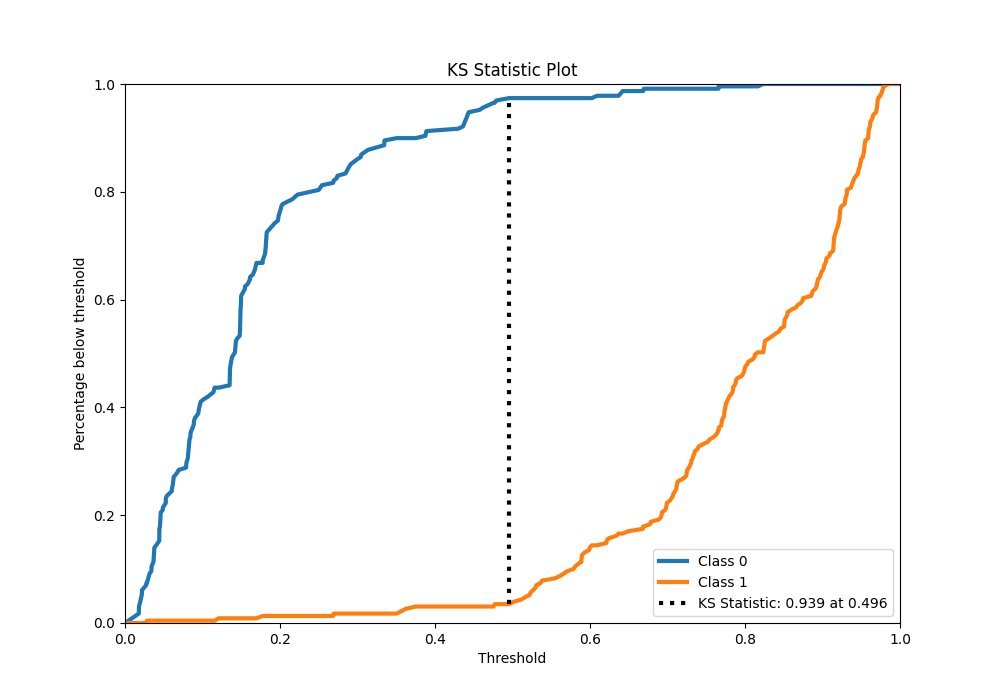 KS Statistic Plot
1.0
0.8
0.6
0.4
0.2
0.0
Percentage below threshold
0.0 0.2 0.4 0.6 0.8 1.0
Threshold
Class 0
Class 1
KS Statistic: 0.939 at 0.496